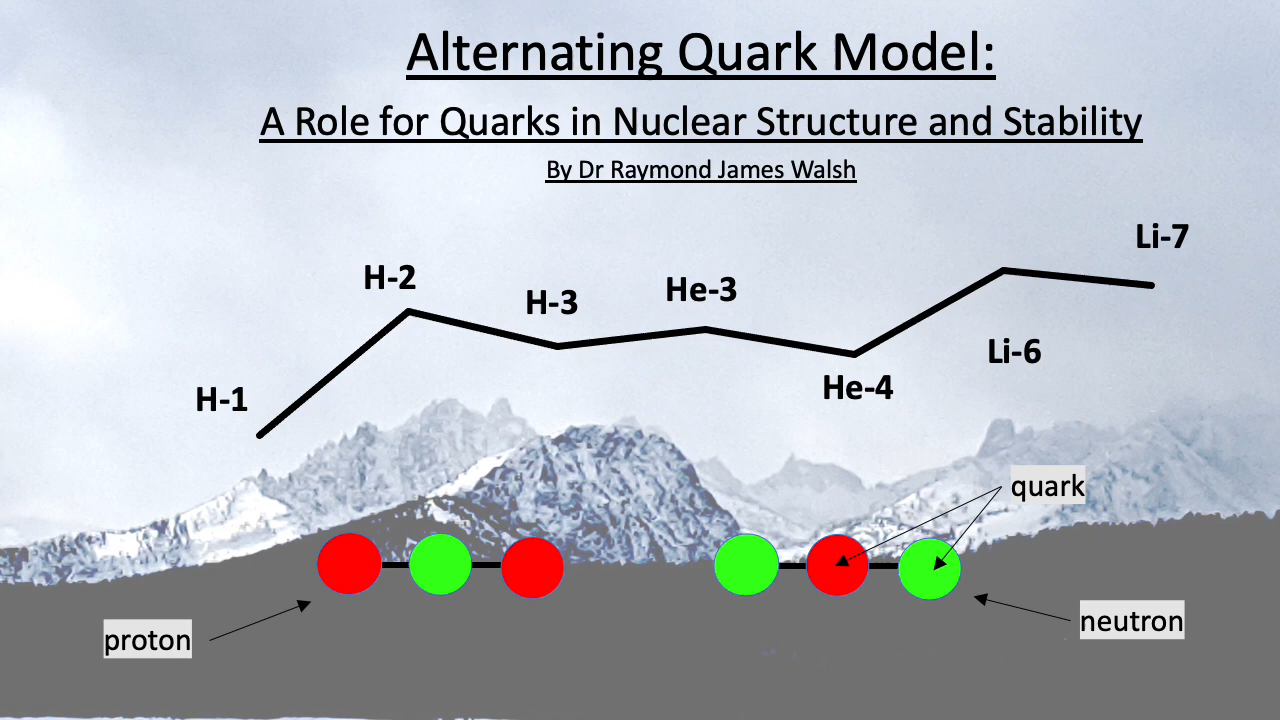 Alternating Quark Model:
A Role for Quarks in Nuclear Structure and Stability
By Dr Raymond James Walsh
Li-7
H-2
H-3
He-3
Li-6
H-1
He-4
quark
proton
neutron